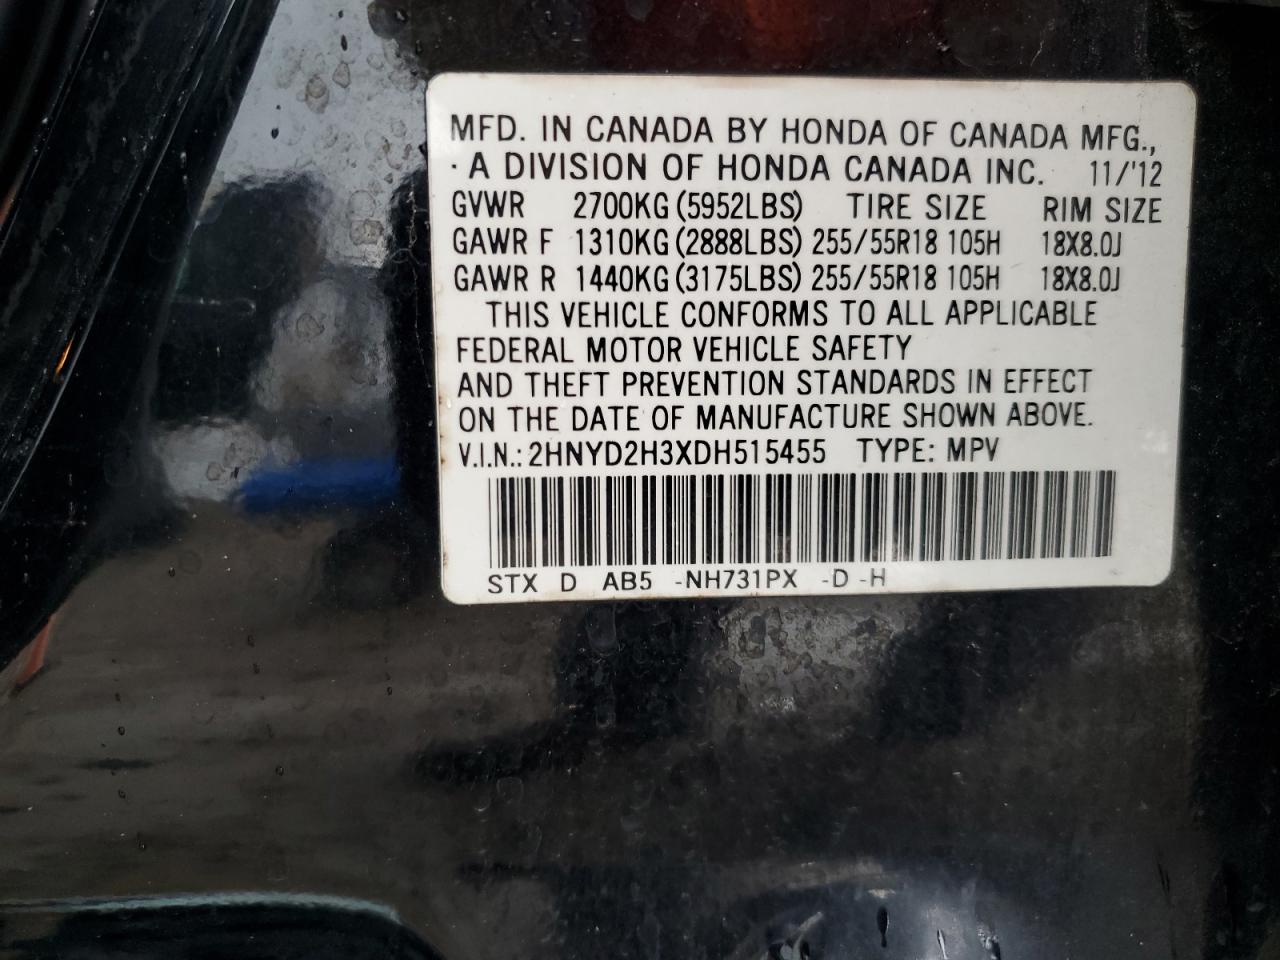 MFD. IN CANADA BY HONDA OF CANADA MFG.,
A DIVISION OF HONDA CANADA INC. 11/'12
GVWR 2700KG (5952LBS) TIRE SIZE RIM SIZE
GAWR F 1310KG (2888LBS) 255/55R18 105H 18X8.0J
GAWR R 1440KG (3175LBS) 255/55R18 105H 18X8.0J
THIS VEHICLE CONFORMS TO ALL APPLICABLE
FEDERAL MOTOR VEHICLE SAFETY
AND THEFT PREVENTION STANDARDS IN EFFECT
ON THE DATE OF MANUFACTURE SHOWN ABOVE.
V.I.N.: 2HNYD2H3XDH515455 TYPE: MPV
STX D AB5 -NH731PX -D -H